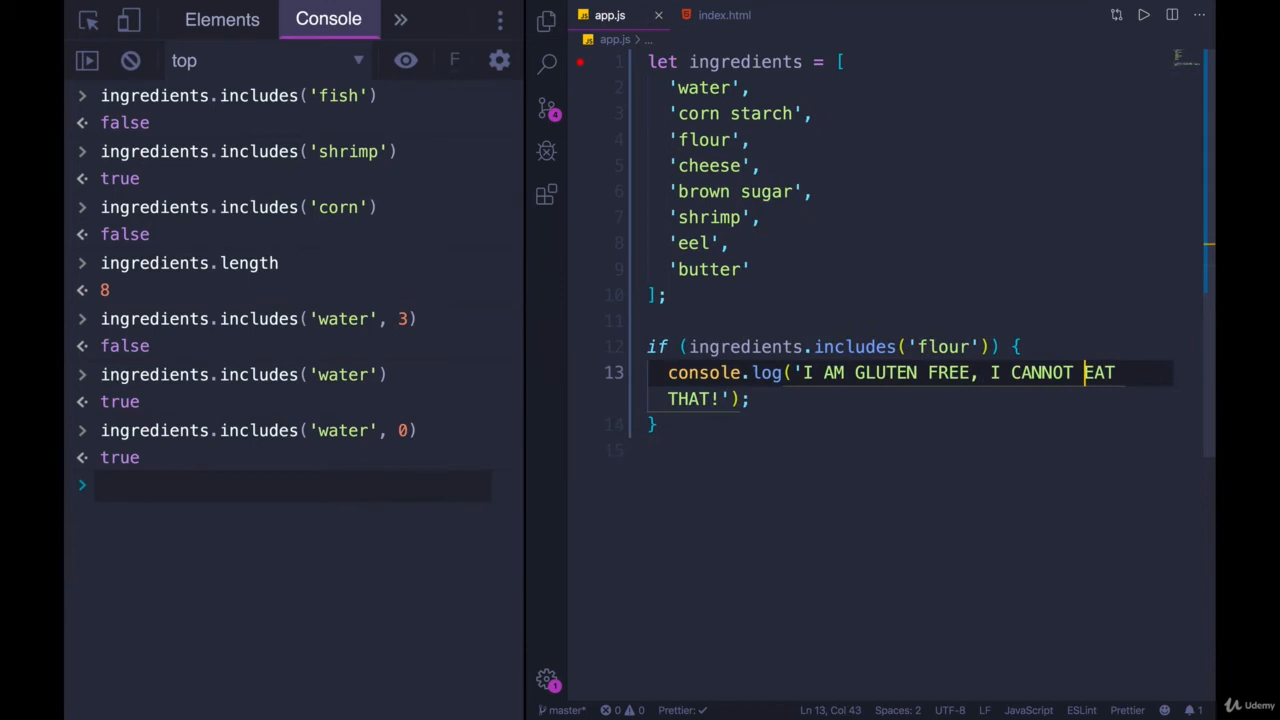 Elements
Console
top
F
> ingredients.includes('fish')
false
> ingredients.includes('shrimp')
true
> ingredients.includes('corn')
false
> ingredients.length
8
> ingredients.includes('water', 3)
false
> ingredients.includes('water')
true
> ingredients.includes('water', 0)
true
>
JS app.js
index.html
JS app.js > ...
4
1
1 let ingredients = [
2 'water',
3 'corn starch',
4 'flour',
5 'cheese',
6 'brown sugar',
7 'shrimp',
8 'eel',
9 'butter'
10 ];
11
12 if (ingredients.includes('flour')) {
13 console.log('I AM GLUTEN FREE, I CANNOT EAT
THAT!');
14 }
15
master* 0 0 Prettier: ✓ Ln 13, Col 43 Spaces: 2 UTF-8 LF JavaScript ESLint Prettier 1
Udemy